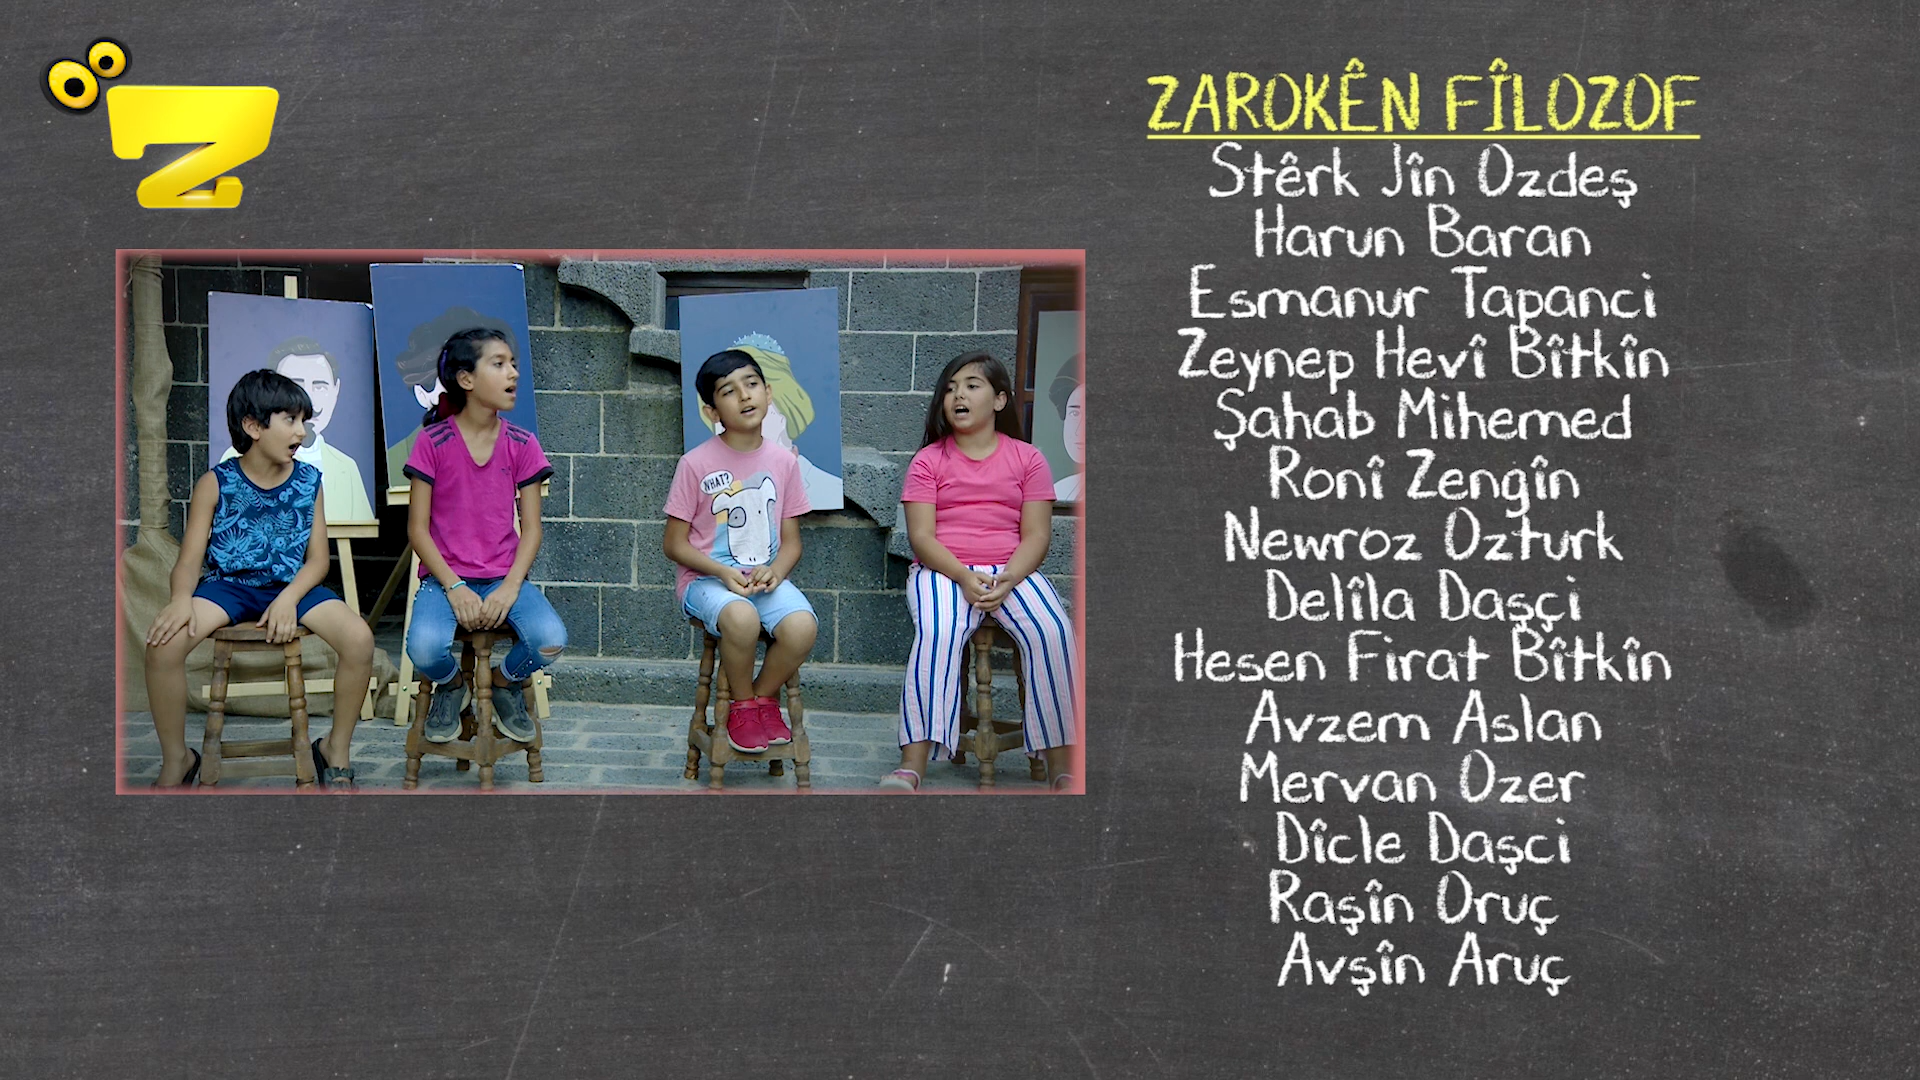 Z
ZAROKÊN FÎLOZOF
Stêrk Jîn Ozdeş
Harun Baran
Esmanur Tapanci
Zeynep Hevî Bîtkîn
Şahab Mihemed
Ronî Zengîn
Newroz Ozturk
Delîla Daşçi
Hesen Firat Bîtkîn
Avzem Aslan
Mervan Ozer
Dîcle Daşci
Raşîn Oruç
Avşîn Aruç
WHAT?